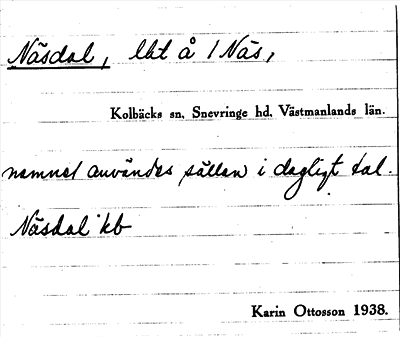 Näsdal, lht å 1 Näs,
Kolbäcks sn, Snevringe hd, Västmanlands län.
namnet användes sällan i dagligt tal.
Näsdal kb
Karin Ottosson 1938.